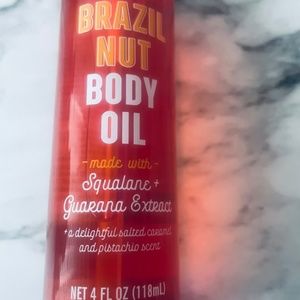 BRAZIL
NUT
BODY
OIL
- made with -
Squalane +
Guarana Extract
+ a delightful salted caramel
and pistachio scent
NET 4 FL OZ (118mL)